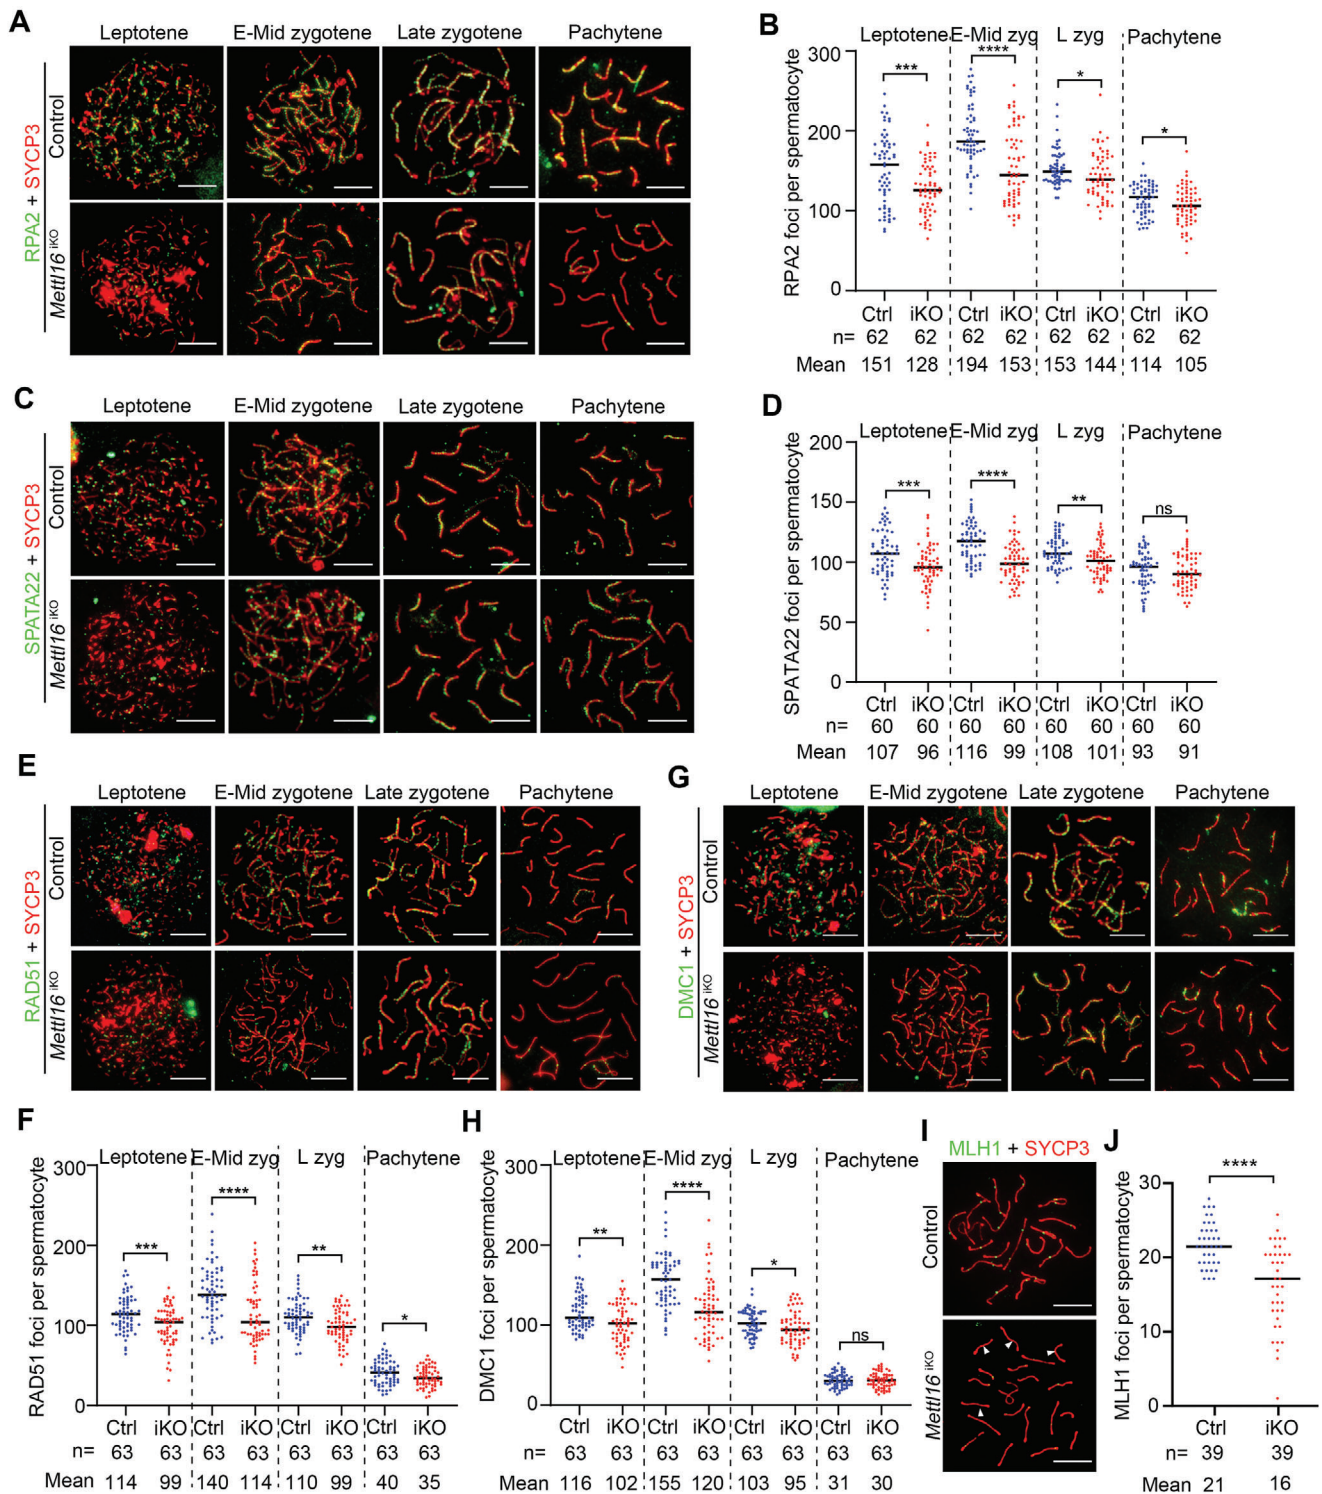 A
Leptotene E-Mid zygotene Late zygotene Pachytene
RPA2 + SYCP3
Control
Mettl16 iKO
B
Leptotene E-Mid zyg L zyg Pachytene
RPA2 foci per spermatocyte
300
200
100
0
*** **** * *
Ctrl iKO Ctrl iKO Ctrl iKO Ctrl iKO
n= 62 62 62 62 62 62 62 62
Mean 151 128 194 153 153 144 114 105
C
Leptotene E-Mid zygotene Late zygotene Pachytene
SPATA22 + SYCP3
Control
Mettl16 iKO
D
Leptotene E-Mid zyg L zyg Pachytene
SPATA22 foci per spermatocyte
200
150
100
50
0
*** **** ** ns
Ctrl iKO Ctrl iKO Ctrl iKO Ctrl iKO
n= 60 60 60 60 60 60 60 60
Mean 107 96 116 99 108 101 93 91
E
Leptotene E-Mid zygotene Late zygotene Pachytene
RAD51 + SYCP3
Control
Mettl16 iKO
G
Leptotene E-Mid zygotene Late zygotene Pachytene
DMC1 + SYCP3
Control
Mettl16 iKO
F
Leptotene E-Mid zyg L zyg Pachytene
RAD51 foci per spermatocyte
300
200
100
0
*** **** ** *
Ctrl iKO Ctrl iKO Ctrl iKO Ctrl iKO
n= 63 63 63 63 63 63 63 63
Mean 114 99 140 114 110 99 40 35
H
Leptotene E-Mid zyg L zyg Pachytene
DMC1 foci per spermatocyte
300
200
100
0
** **** * ns
Ctrl iKO Ctrl iKO Ctrl iKO Ctrl iKO
n= 63 63 63 63 63 63 63 63
Mean 116 102 155 120 103 95 31 30
I
MLH1 + SYCP3
Control
Mettl16 iKO
J
MLH1 foci per spermatocyte
30
20
10
0
****
Ctrl iKO
n= 39 39
Mean 21 16